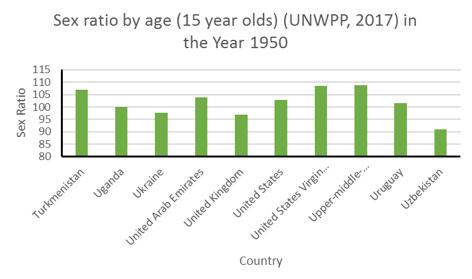 Sex ratio by age (15 year olds) (UNWPP, 2017) in
the Year 1950
115
110
105
100
95
90
85
80
Sex Ratio
Turkmenistan
Uganda
Ukraine
United Arab Emirates
United Kingdom
United States
United States Virgin...
Upper-middle-...
Uruguay
Uzbekistan
Country